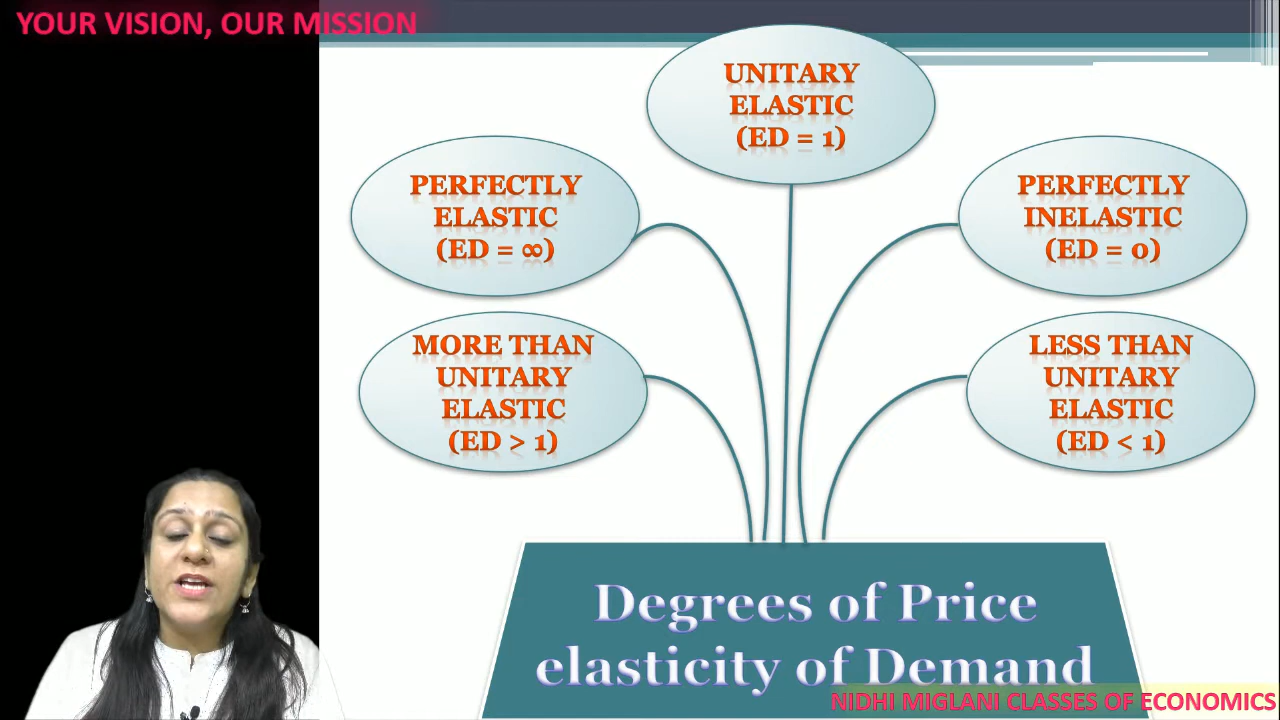 YOUR VISION, OUR MISSION
UNITARY
ELASTIC
(ED = 1)
PERFECTLY
ELASTIC
(ED = ∞)
PERFECTLY
INELASTIC
(ED = 0)
MORE THAN
UNITARY
ELASTIC
(ED > 1)
LESS THAN
UNITARY
ELASTIC
(ED < 1)
Degrees of Price
elasticity of Demand
NIDHI MIGLANI CLASSES OF ECONOMICS